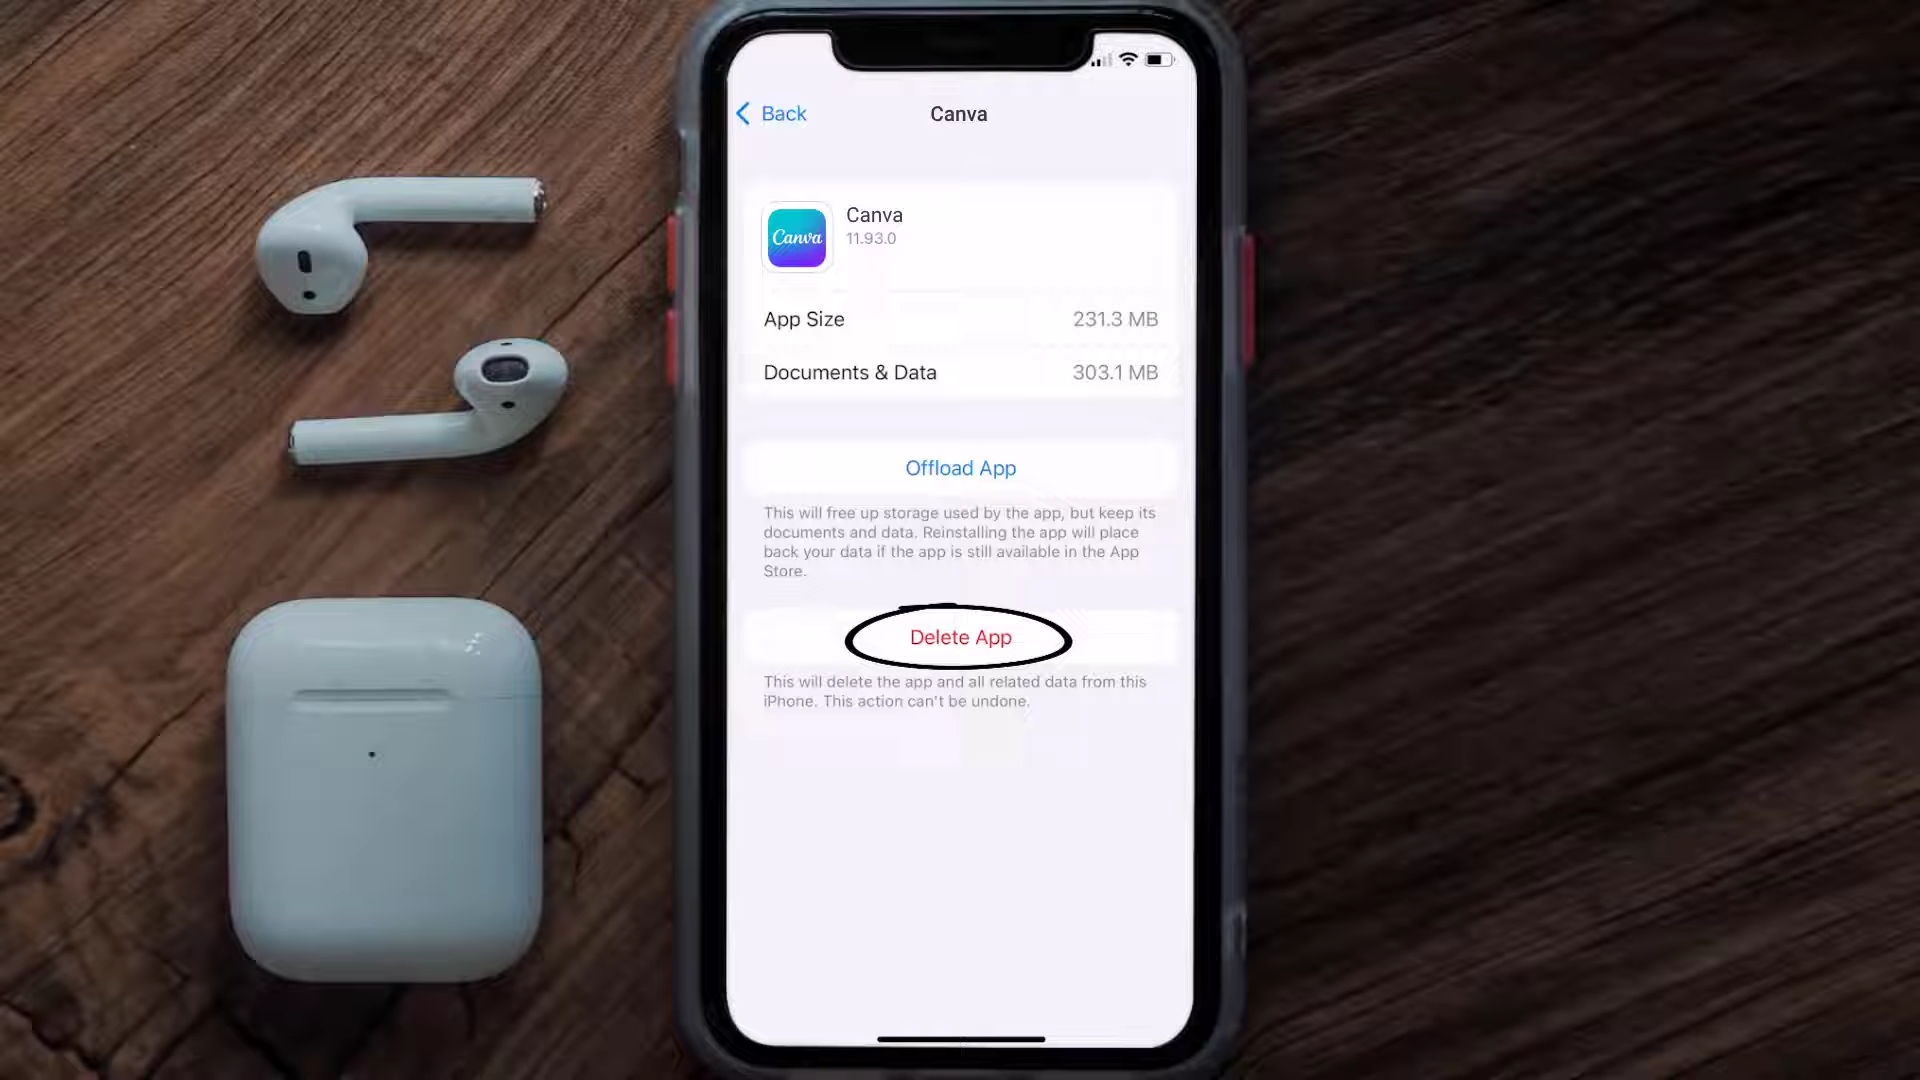 Back
Canva
Canva
Canva
11.93.0
App Size
231.3 MB
Documents & Data
303.1 MB
Offload App
This will free up storage used by the app, but keep its
documents and data. Reinstalling the app will place
back your data if the app is still available in the App
Store.
Delete App
This will delete the app and all related data from this
iPhone. This action can't be undone.